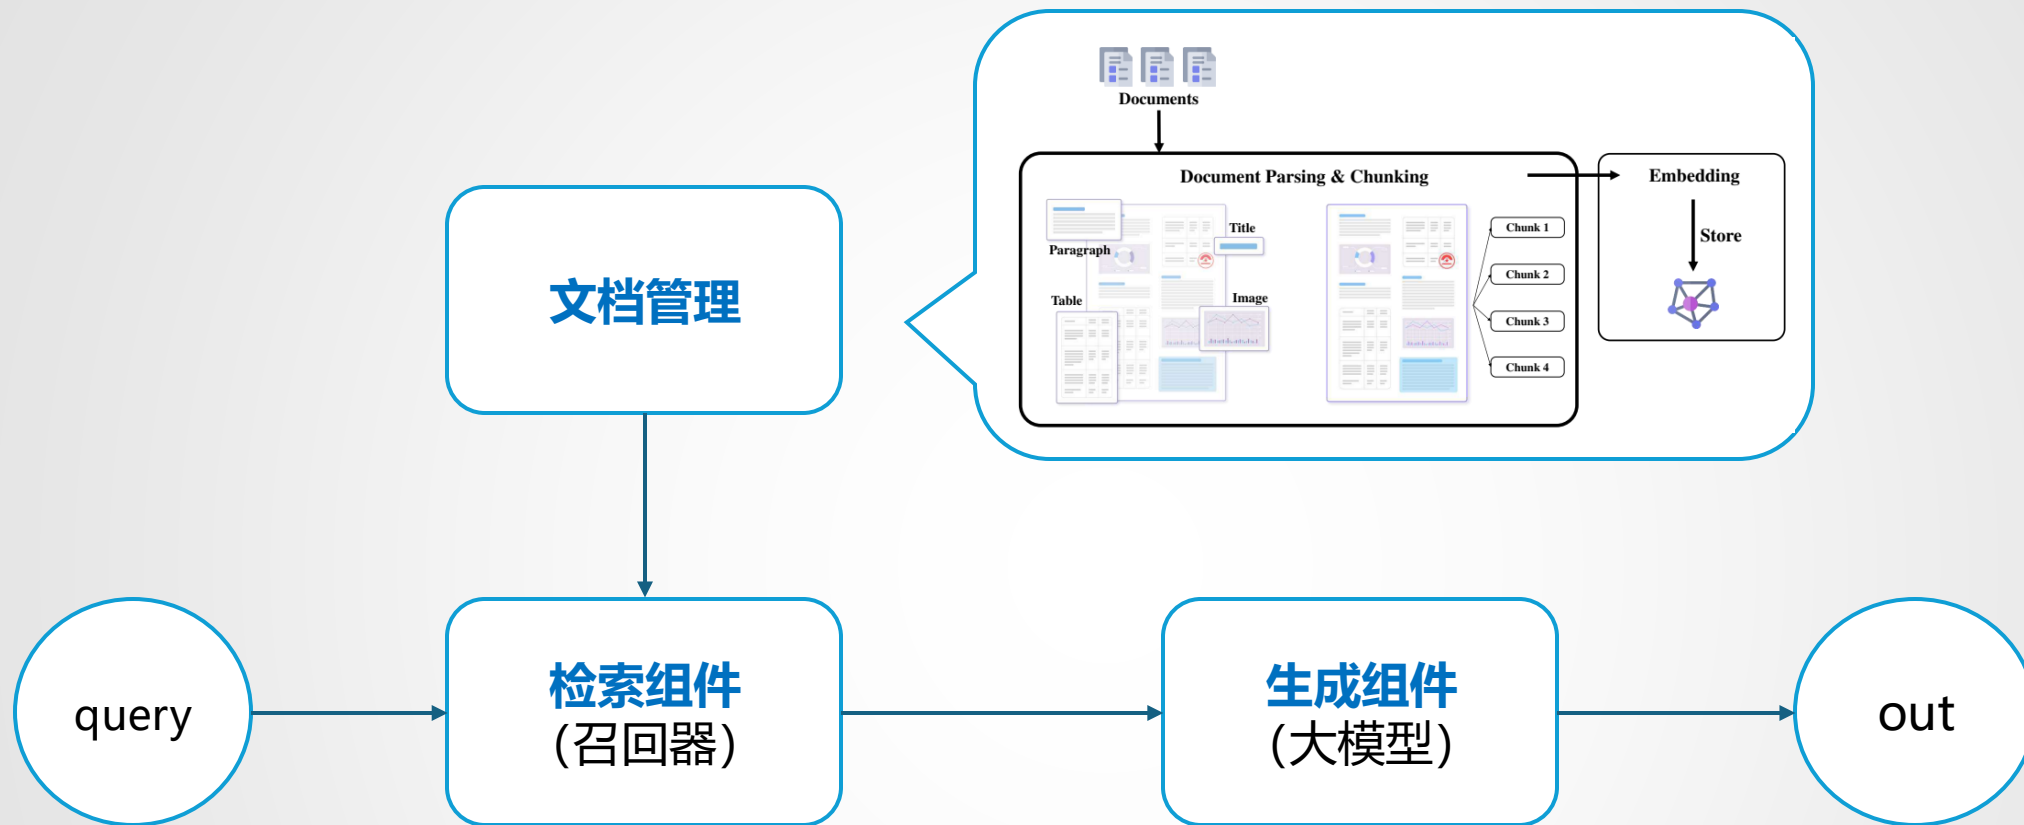 Documents
Document Parsing & Chunking
Embedding
Paragraph
Title
Table
Image
Chunk 1
Chunk 2
Chunk 3
Chunk 4
Store
文档管理
query
检索组件
(召回器)
生成组件
(大模型)
out